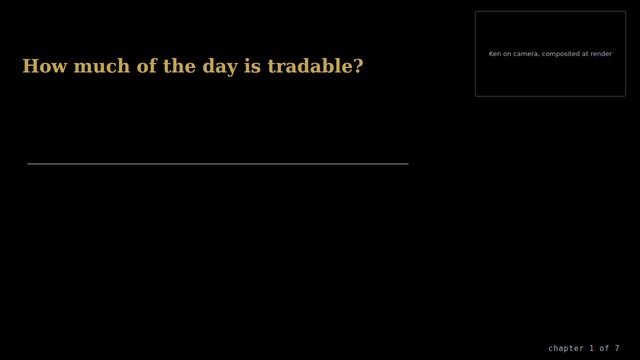 Ken on camera, composited at render
How much of the day is tradable?
chapter 1 of 7